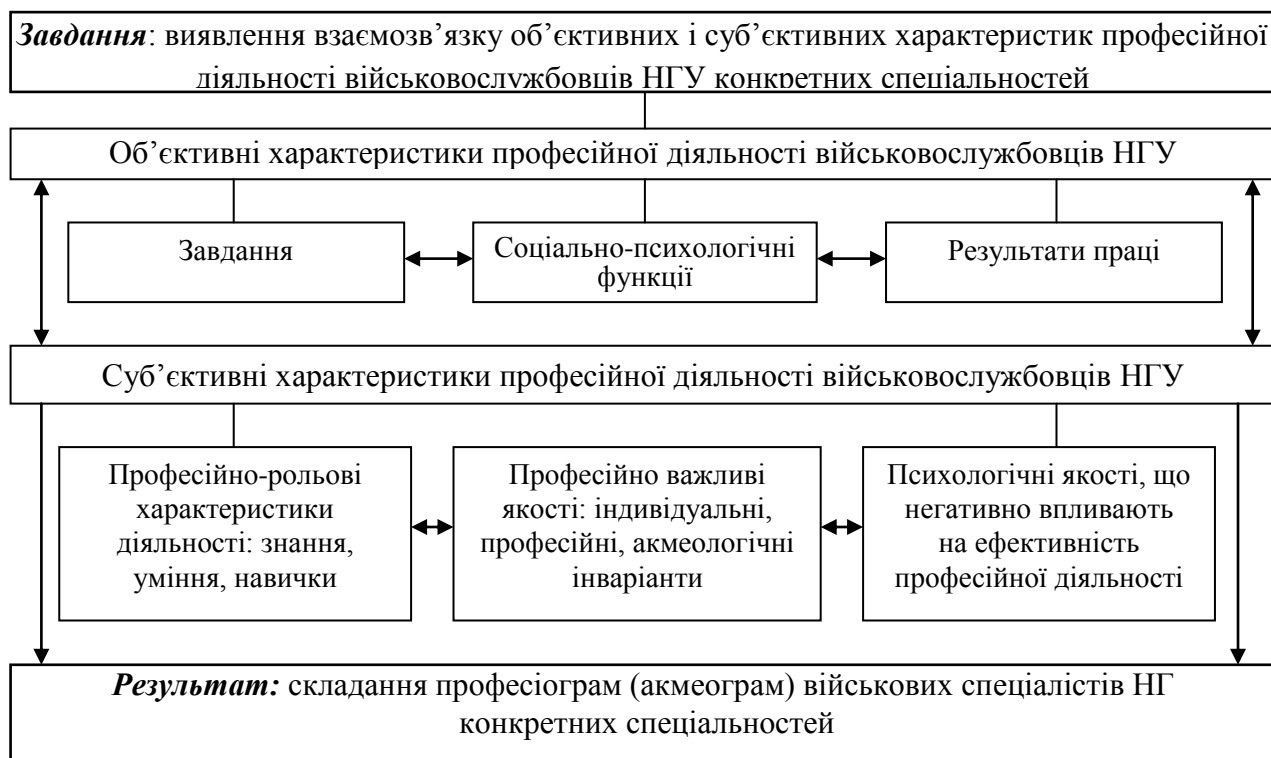 Завдання: виявлення взаємозв’язку об’єктивних і суб’єктивних характеристик професійної
діяльності військовослужбовців НГУ конкретних спеціальностей
Об’єктивні характеристики професійної діяльності військовослужбовців НГУ
Завдання
Соціально-психологічні
функції
Результати праці
Суб’єктивні характеристики професійної діяльності військовослужбовців НГУ
Професійно-рольові
характеристики
діяльності: знання,
уміння, навички
Професійно важливі
якості: індивідуальні,
професійні, акмеологічні
інваріанти
Психологічні якості, що
негативно впливають
на ефективність
професійної діяльності
Результат: складання професіограм (акмеограм) військових спеціалістів НГ
конкретних спеціальностей